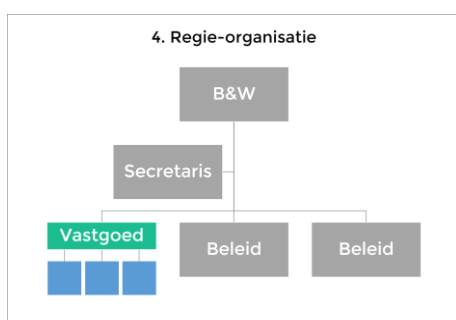 4. Regie-organisatie
B&W
Secretaris
Vastgoed
Beleid
Beleid